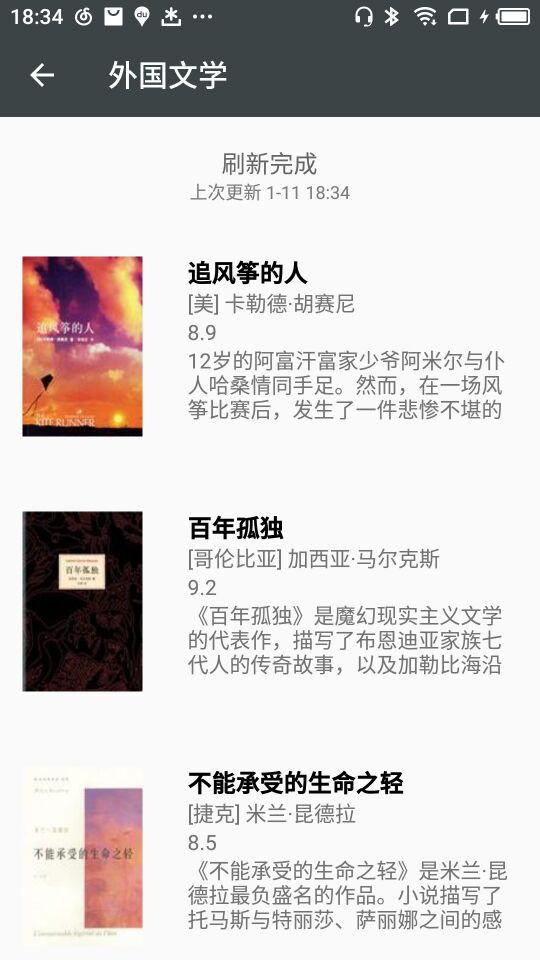 18:34
外国文学
刷新完成
上次更新 1-11 18:34
追风筝的人
[美] 卡勒德·胡赛尼
8.9
12岁的阿富汗富家少爷阿米尔与仆
人哈桑情同手足。然而，在一场风
筝比赛后，发生了一件悲惨不堪的
追风筝的人
THE
KITE RUNNER
百年孤独
[哥伦比亚] 加西亚·马尔克斯
9.2
《百年孤独》是魔幻现实主义文学
的代表作，描写了布恩迪亚家族七
代人的传奇故事，以及加勒比海沿
百年孤独
不能承受的生命之轻
[捷克] 米兰·昆德拉
8.5
《不能承受的生命之轻》是米兰·昆
德拉最负盛名的作品。小说描写了
托马斯与特丽莎、萨丽娜之间的感
不能承受的生命之轻